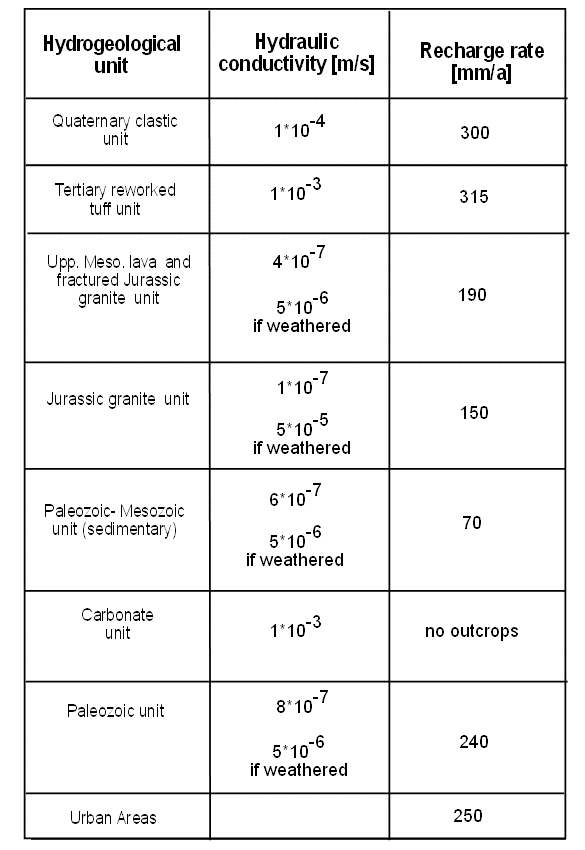 Hydrogeological
unit
Hydraulic
conductivity [m/s]
Recharge rate
[mm/a]
Quaternary clastic
unit
1*10-4
300
Tertiary reworked
tuff unit
1*10-3
315
Upp. Meso. lava and
fractured Jurassic
granite unit
4*10-7
5*10-6
if weathered
190
Jurassic granite unit
1*10-7
5*10-5
if weathered
150
Paleozoic- Mesozoic
unit (sedimentary)
6*10-7
5*10-6
if weathered
70
Carbonate
unit
1*10-3
no outcrops
Paleozoic unit
8*10-7
5*10-6
if weathered
240
Urban Areas
250